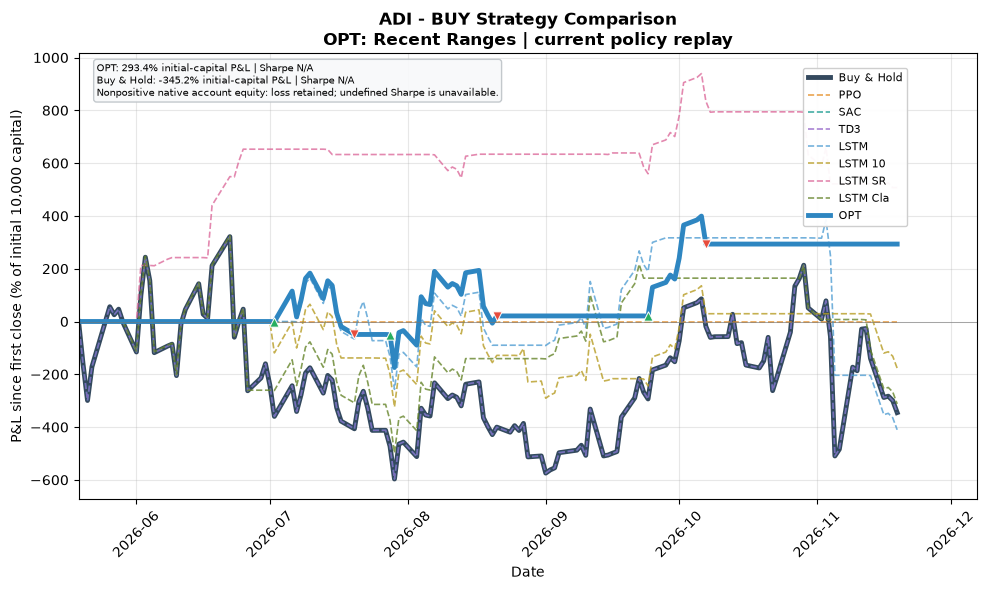 ADI - BUY Strategy Comparison
OPT: Recent Ranges | current policy replay
OPT: 293.4% initial-capital P&L | Sharpe N/A
Buy & Hold: -345.2% initial-capital P&L | Sharpe N/A
Nonpositive native account equity: loss retained; undefined Sharpe is unavailable.
Buy & Hold
PPO
SAC
TD3
LSTM
LSTM 10
LSTM SR
LSTM Cla
OPT
P&L since first close (% of initial 10,000 capital)
1000
800
600
400
200
0
−200
−400
−600
2026-06
2026-07
2026-08
2026-09
2026-10
2026-11
2026-12
Date